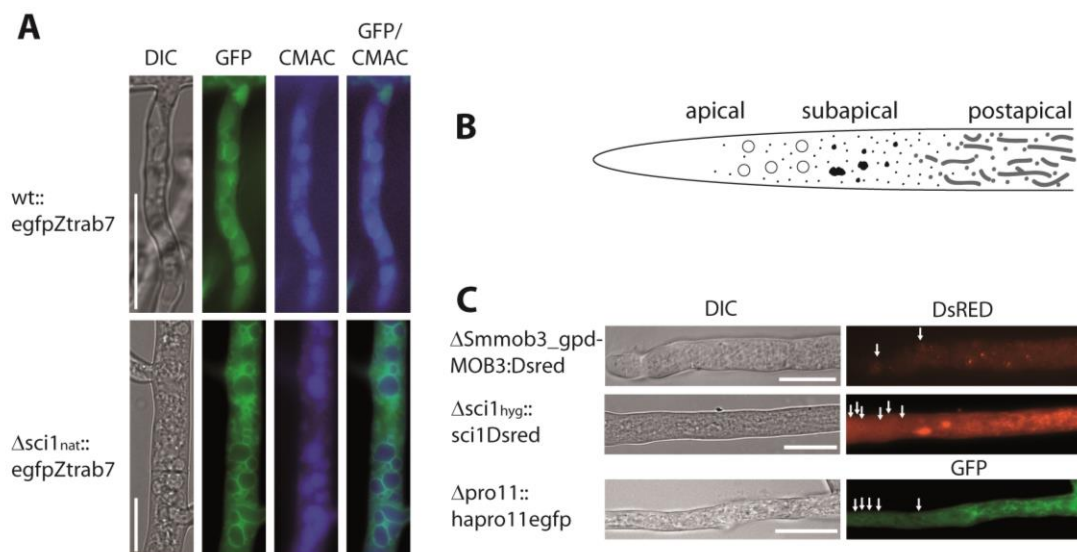 A
DIC
GFP
CMAC
GFP/
CMAC
wt::
egfpZtrab7
Δsci1nat::
egfpZtrab7
B
apical
subapical
postapical
C
DIC
DsRED
ΔSmmob3_gpd-
MOB3:Dsred
Δsci1hyg::
sci1Dsred
GFP
Δpro11::
hapro11egfp